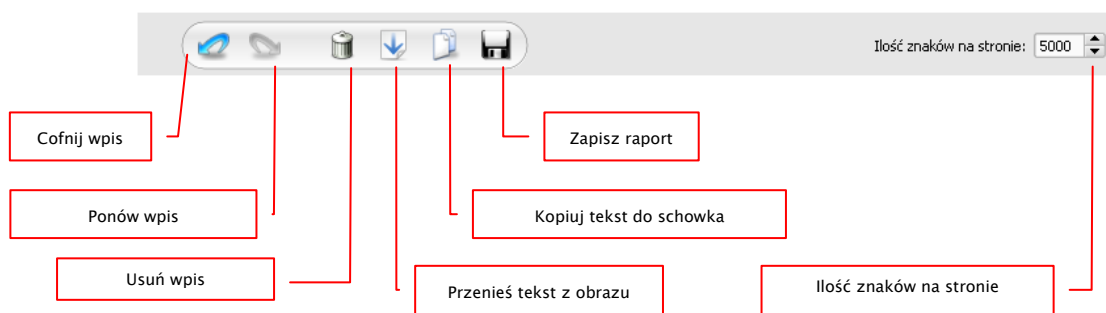 Ilość znaków na stronie: 5000
Cofnij wpis
Zapisz raport
Ponów wpis
Kopiuj tekst do schowka
Usuń wpis
Przenieś tekst z obrazu
Ilość znaków na stronie